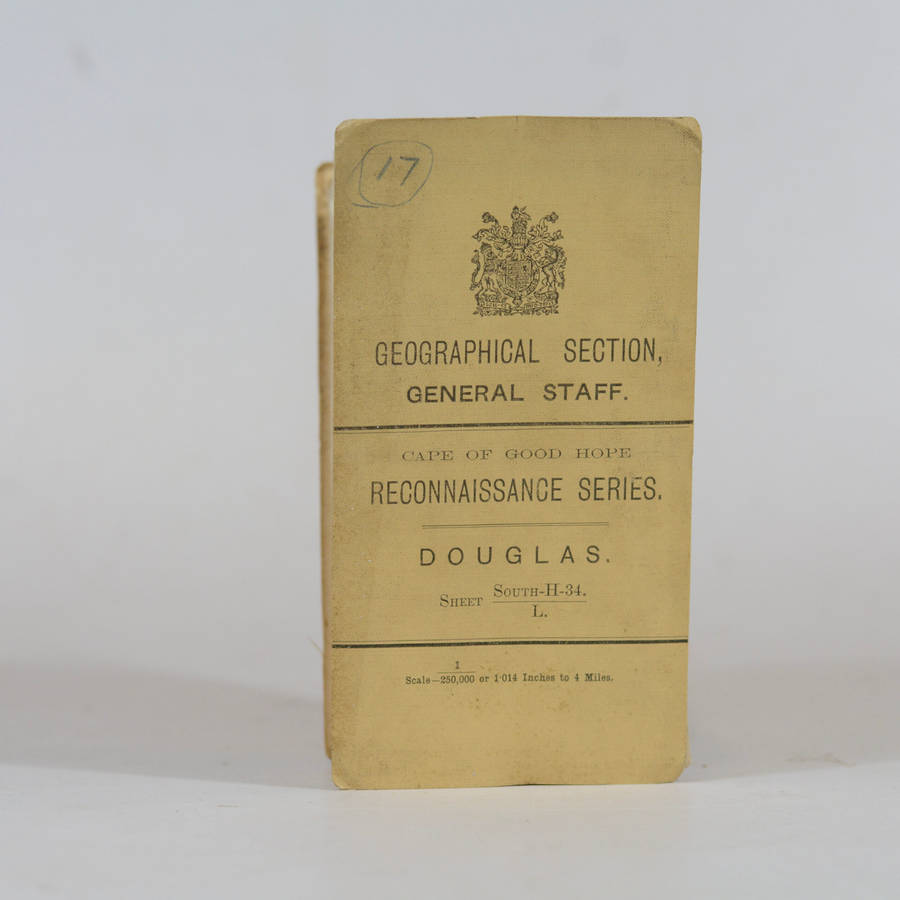 17
GEOGRAPHICAL SECTION,
GENERAL STAFF.
CAPE OF GOOD HOPE
RECONNAISSANCE SERIES.
DOUGLAS.
SHEET SOUTH-H-34.
L.
Scale—1/250,000 or 1·014 Inches to 4 Miles.